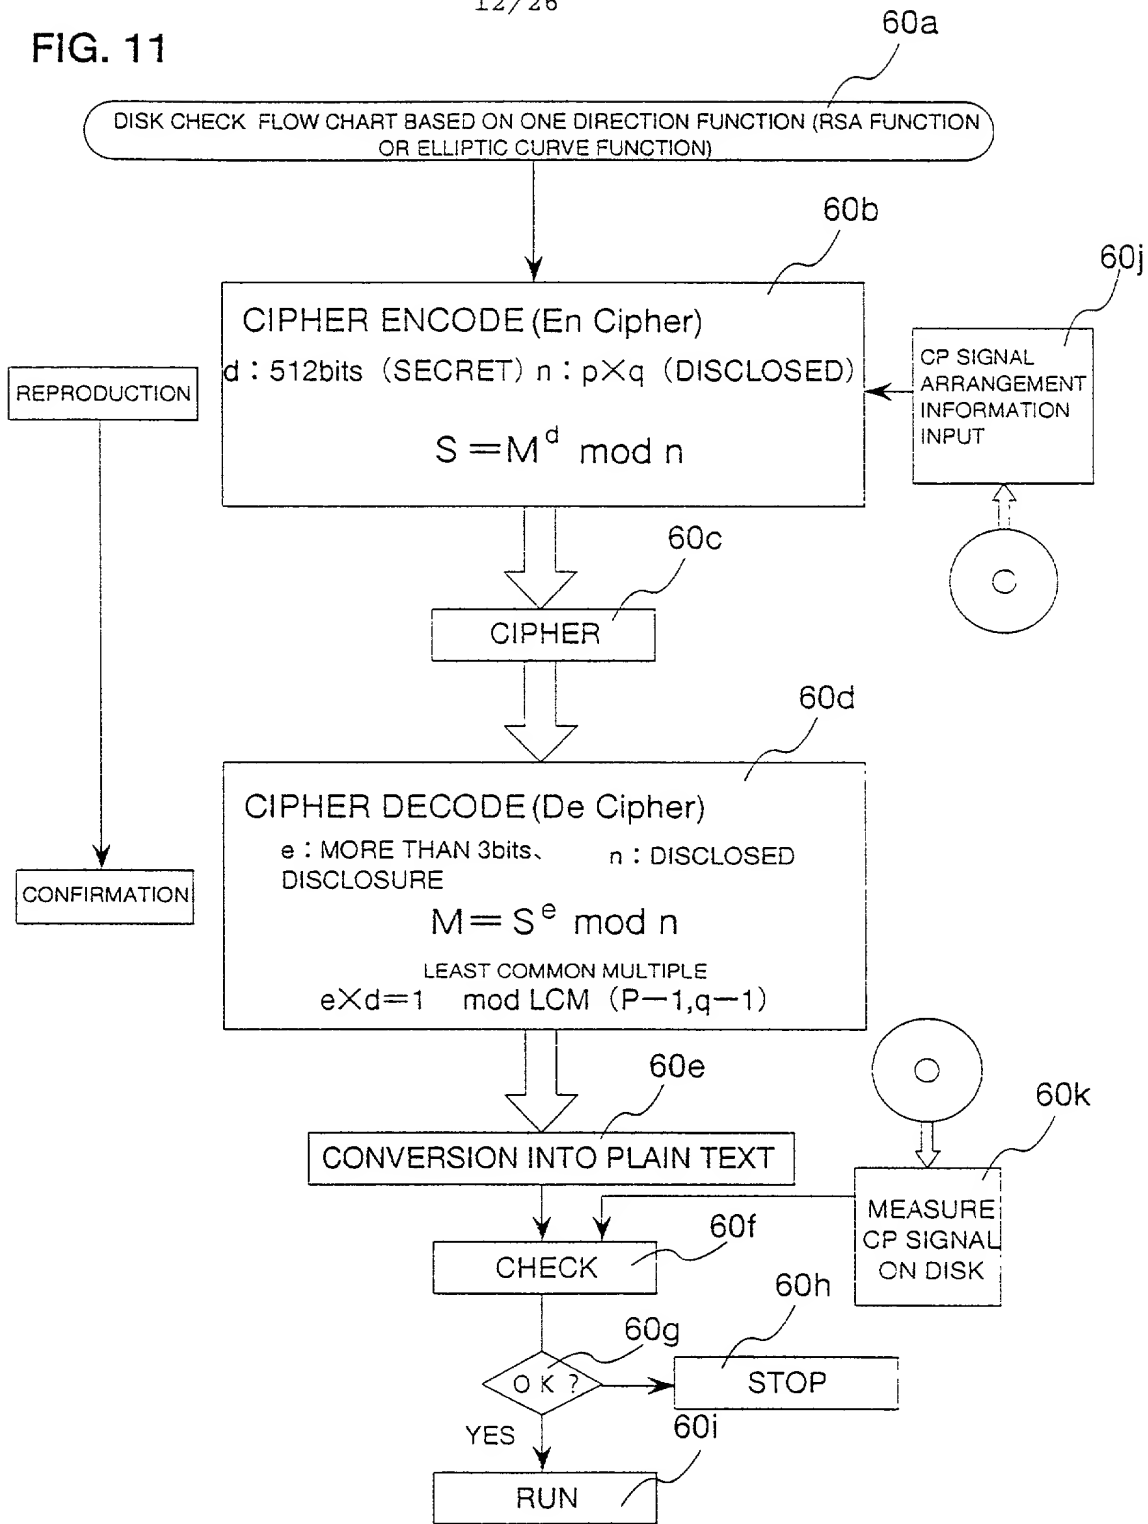 12/26
FIG. 11
60a
DISK CHECK FLOW CHART BASED ON ONE DIRECTION FUNCTION (RSA FUNCTION
OR ELLIPTIC CURVE FUNCTION)
60b
60j
CIPHER ENCODE (En Cipher)
d : 512bits (SECRET) n : p×q (DISCLOSED)
S = M^d mod n
REPRODUCTION
CP SIGNAL
ARRANGEMENT
INFORMATION
INPUT
60c
CIPHER
60d
CIPHER DECODE (De Cipher)
e : MORE THAN 3bits、 n : DISCLOSED
DISCLOSURE
M = S^e mod n
LEAST COMMON MULTIPLE
e×d=1 mod LCM (P−1,q−1)
CONFIRMATION
60e
CONVERSION INTO PLAIN TEXT
60k
MEASURE
CP SIGNAL
ON DISK
60f
CHECK
60g
OK?
60h
STOP
YES
60i
RUN